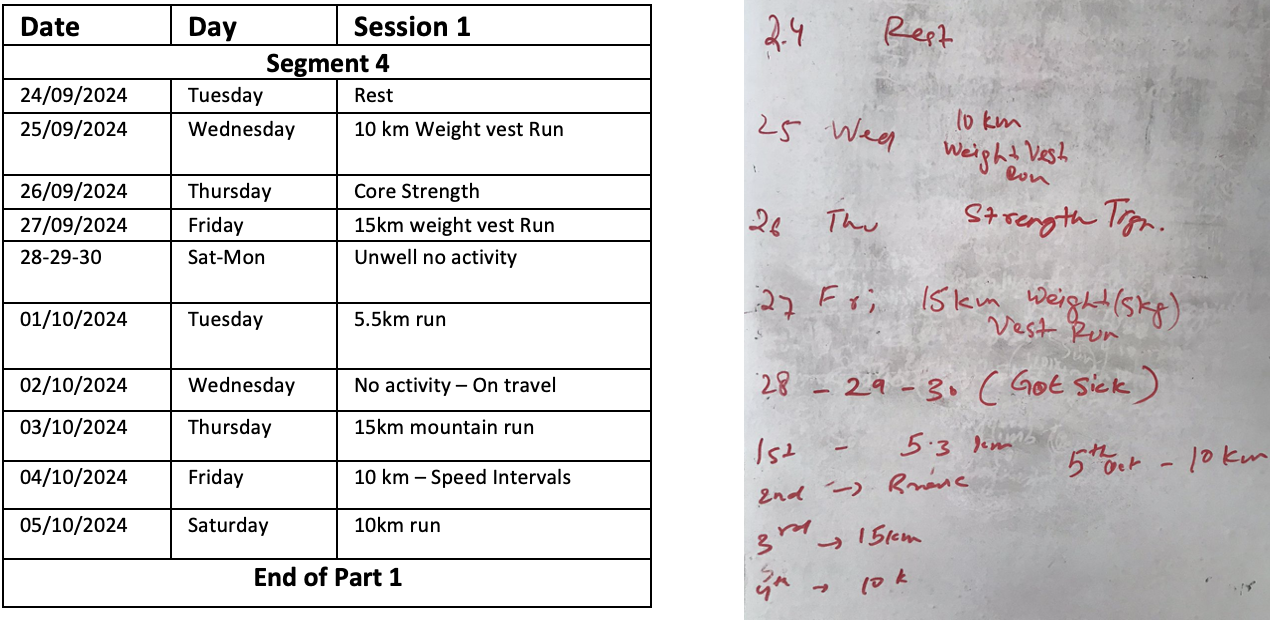 Date Day Session 1
Segment 4
24/09/2024 Tuesday Rest
25/09/2024 Wednesday 10 km Weight vest Run
26/09/2024 Thursday Core Strength
27/09/2024 Friday 15km weight vest Run
28-29-30 Sat-Mon Unwell no activity
01/10/2024 Tuesday 5.5km run
02/10/2024 Wednesday No activity – On travel
03/10/2024 Thursday 15km mountain run
04/10/2024 Friday 10 km – Speed Intervals
05/10/2024 Saturday 10km run
End of Part 1
24 Rest
25 Wed 10 km
Weight Vest
Run
26 Thu Strength Trgn.
27 Fri; 15km Weight (5kg)
Vest Run
28 - 29 - 30 (Got Sick)
1st - 5.3 km
5th Oct - 10 km
2nd →
3rd → 15km
4th → 10 k